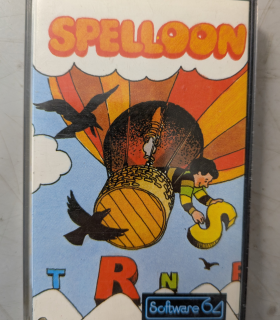 SPELLOON
S
T R N E
Software 64